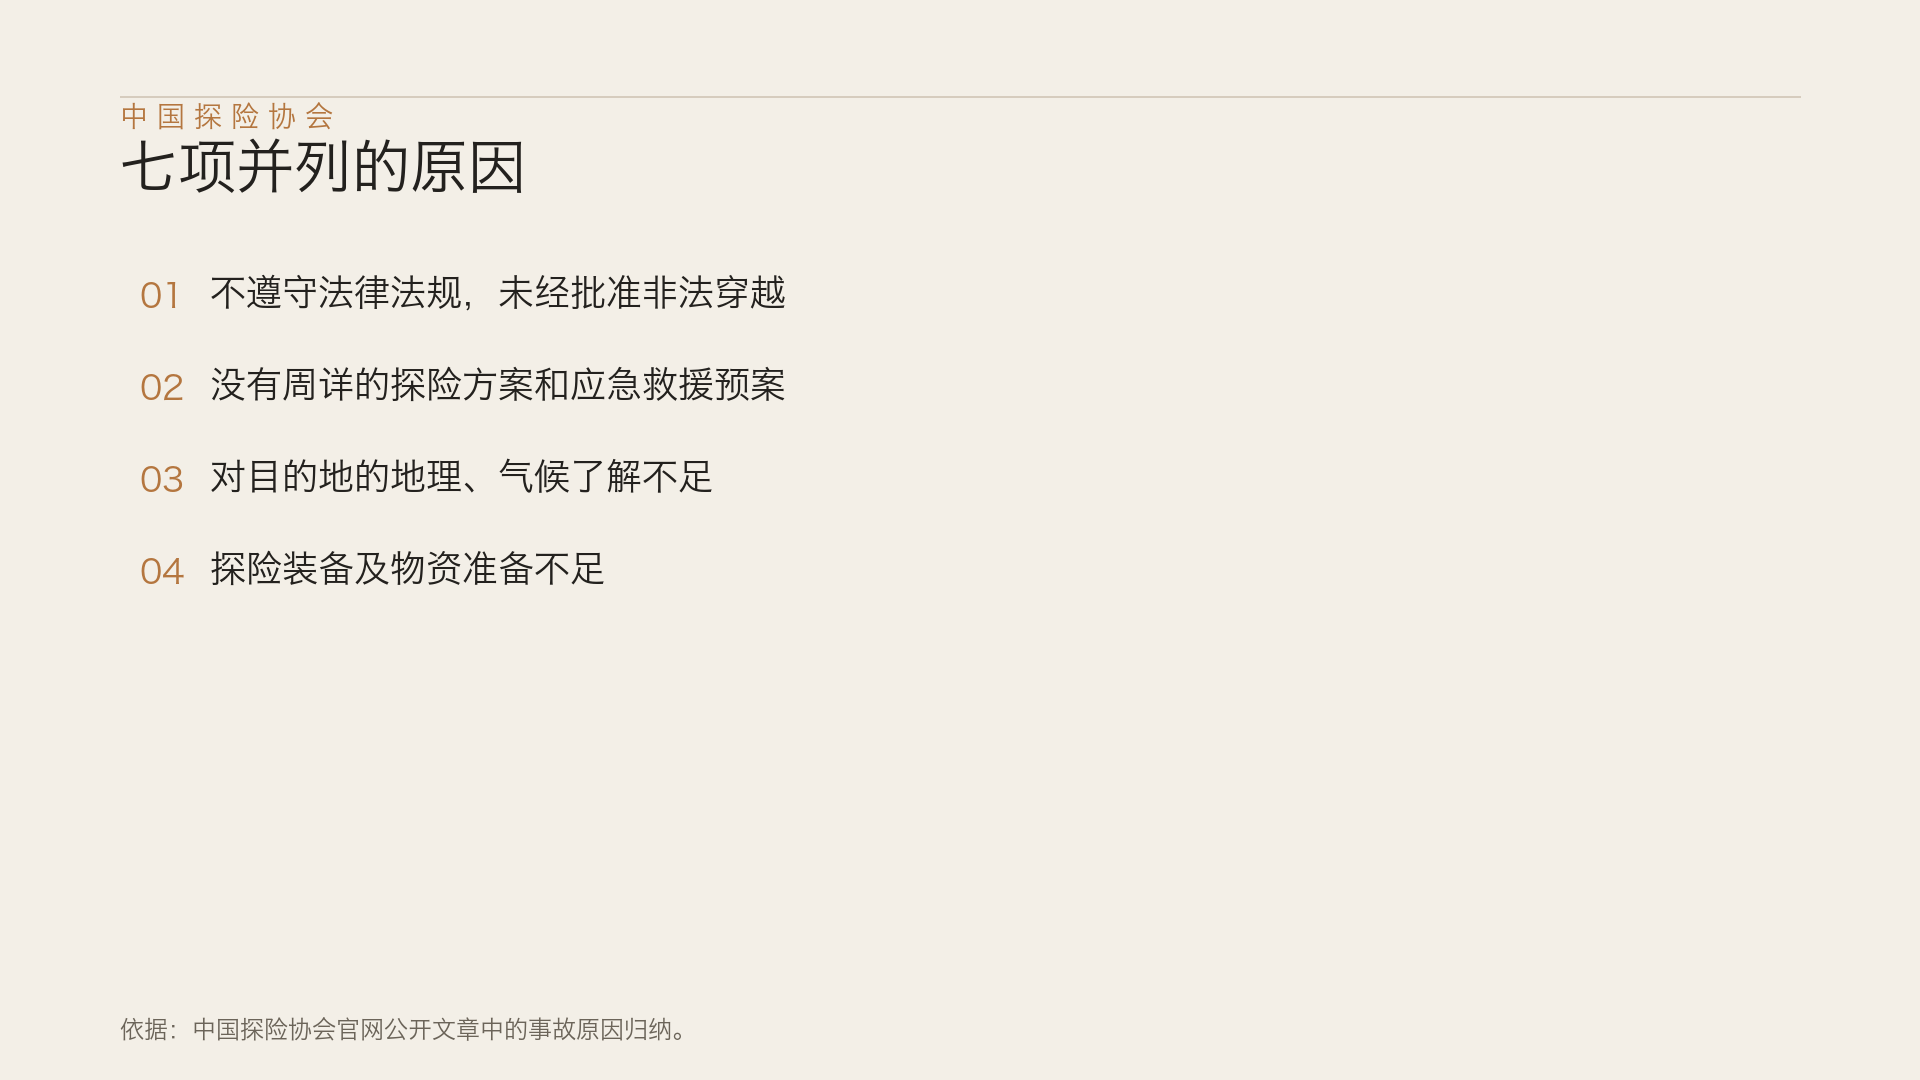 中国探险协会
七项并列的原因
01 不遵守法律法规，未经批准非法穿越
02 没有周详的探险方案和应急救援预案
03 对目的地的地理、气候了解不足
04 探险装备及物资准备不足
依据：中国探险协会官网公开文章中的事故原因归纳。